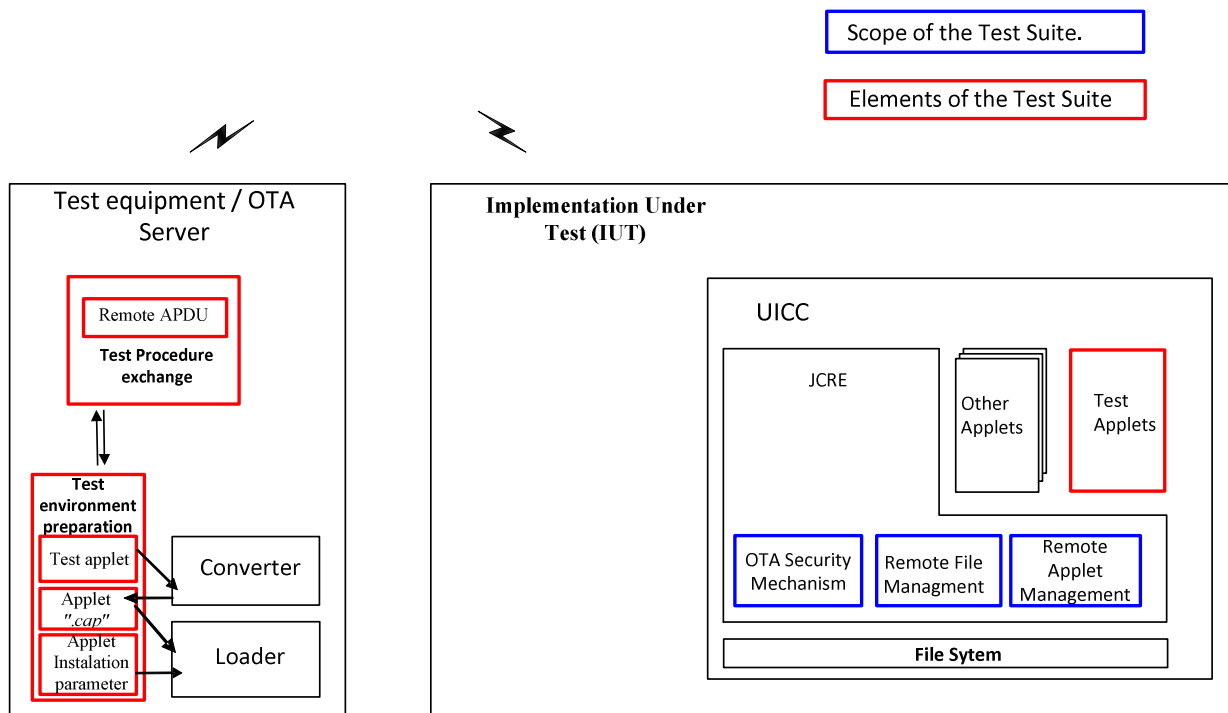 Scope of the Test Suite.
Elements of the Test Suite
Test equipment / OTA
Server
Remote APDU
Test Procedure
exchange
Test
environment
preparation
Test applet
Applet
".cap"
Applet
Instalation
parameter
Converter
Loader
Implementation Under
Test (IUT)
UICC
JCRE
Other
Applets
Test
Applets
OTA Security
Mechanism
Remote File
Managment
Remote
Applet
Management
File Sytem